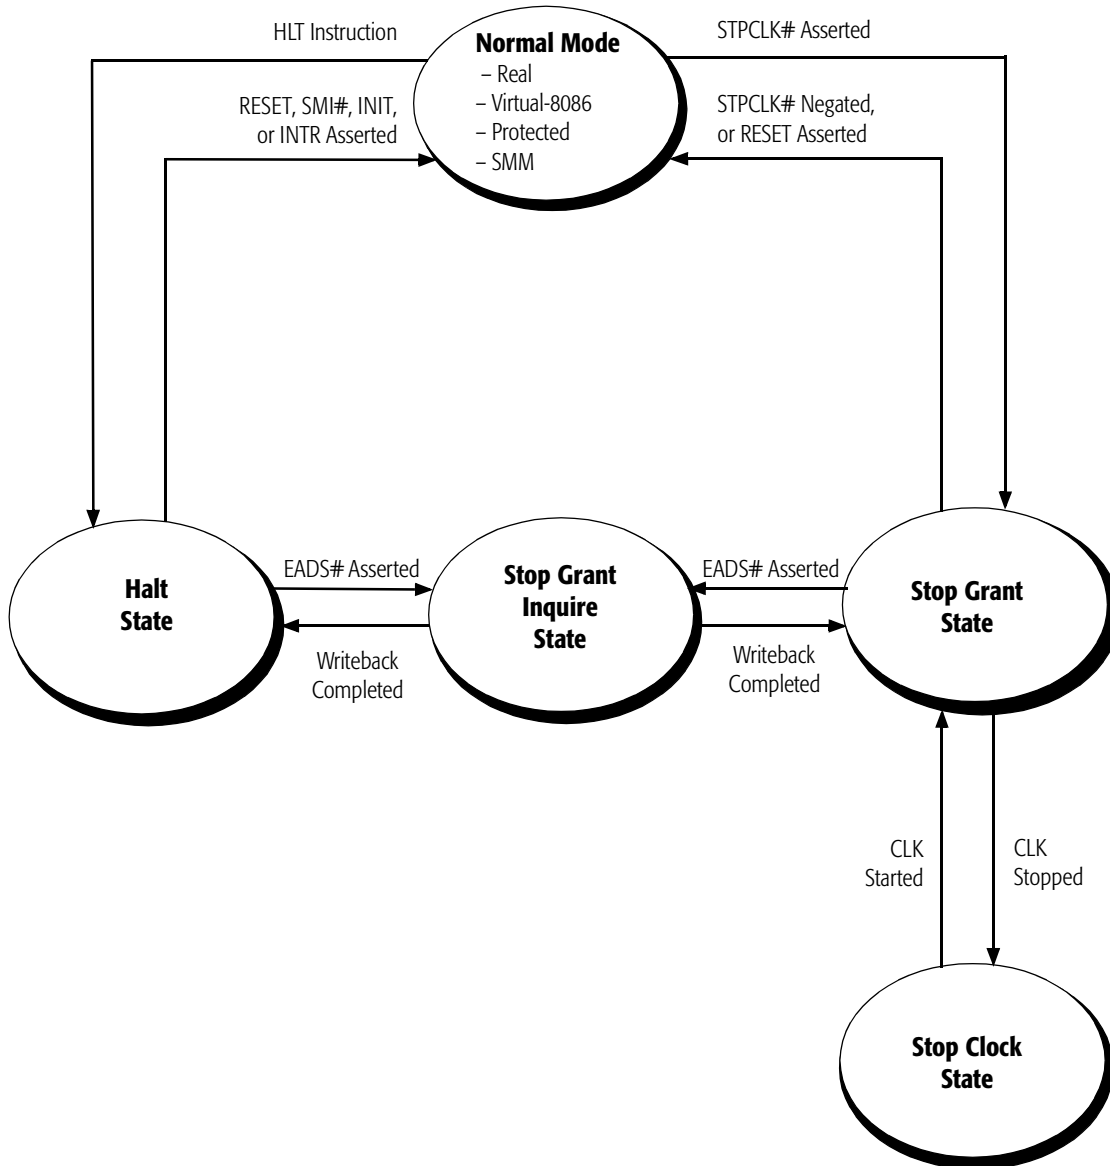 HLT Instruction
Normal Mode
– Real
– Virtual-8086
– Protected
– SMM
STPCLK# Asserted
RESET, SMI#, INIT,
or INTR Asserted
STPCLK# Negated,
or RESET Asserted
Halt
State
EADS# Asserted
Writeback
Completed
Stop Grant
Inquire
State
EADS# Asserted
Writeback
Completed
Stop Grant
State
CLK
Started
CLK
Stopped
Stop Clock
State